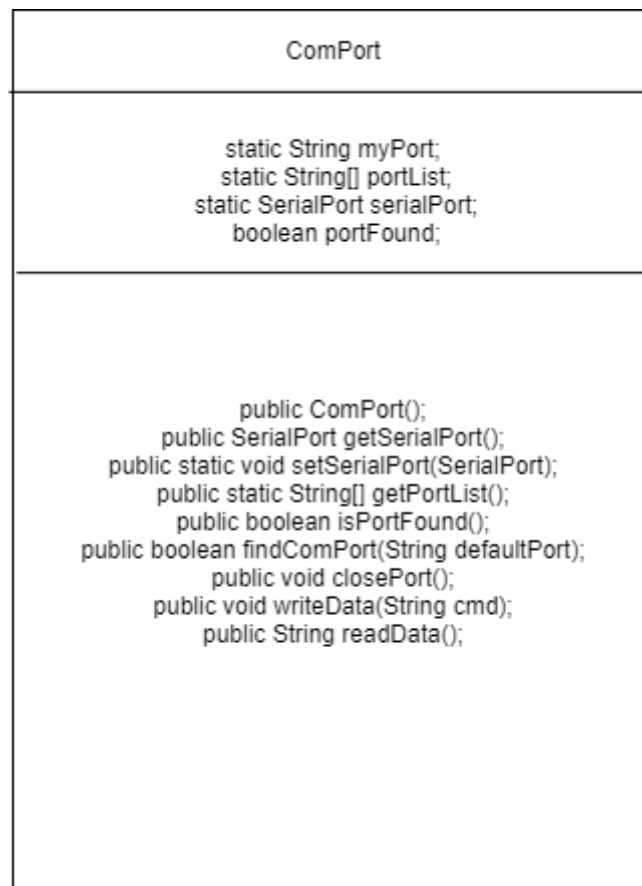 ComPort
static String myPort;
static String[] portList;
static SerialPort serialPort;
boolean portFound;
public ComPort();
public SerialPort getSerialPort();
public static void setSerialPort(SerialPort);
public static String[] getPortList();
public boolean isPortFound();
public boolean findComPort(String defaultPort);
public void closePort();
public void writeData(String cmd);
public String readData();